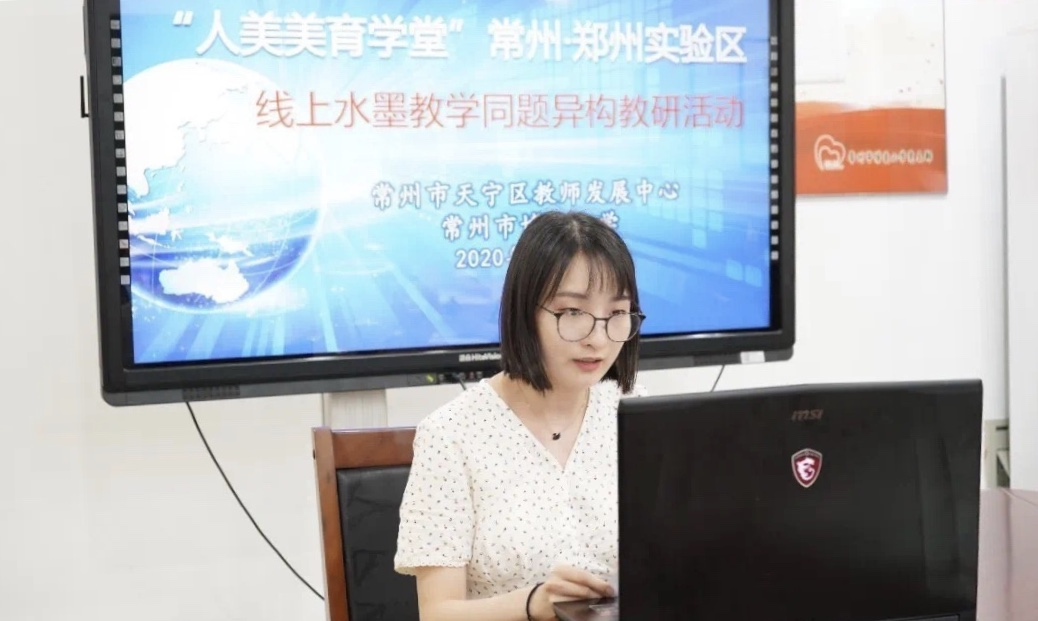 “人美美育学堂” 常州-郑州实验区
线上水墨教学同题异构教研活动
常州市天宁区教师发展中心
常州市 学
2020
HiteVision
msi